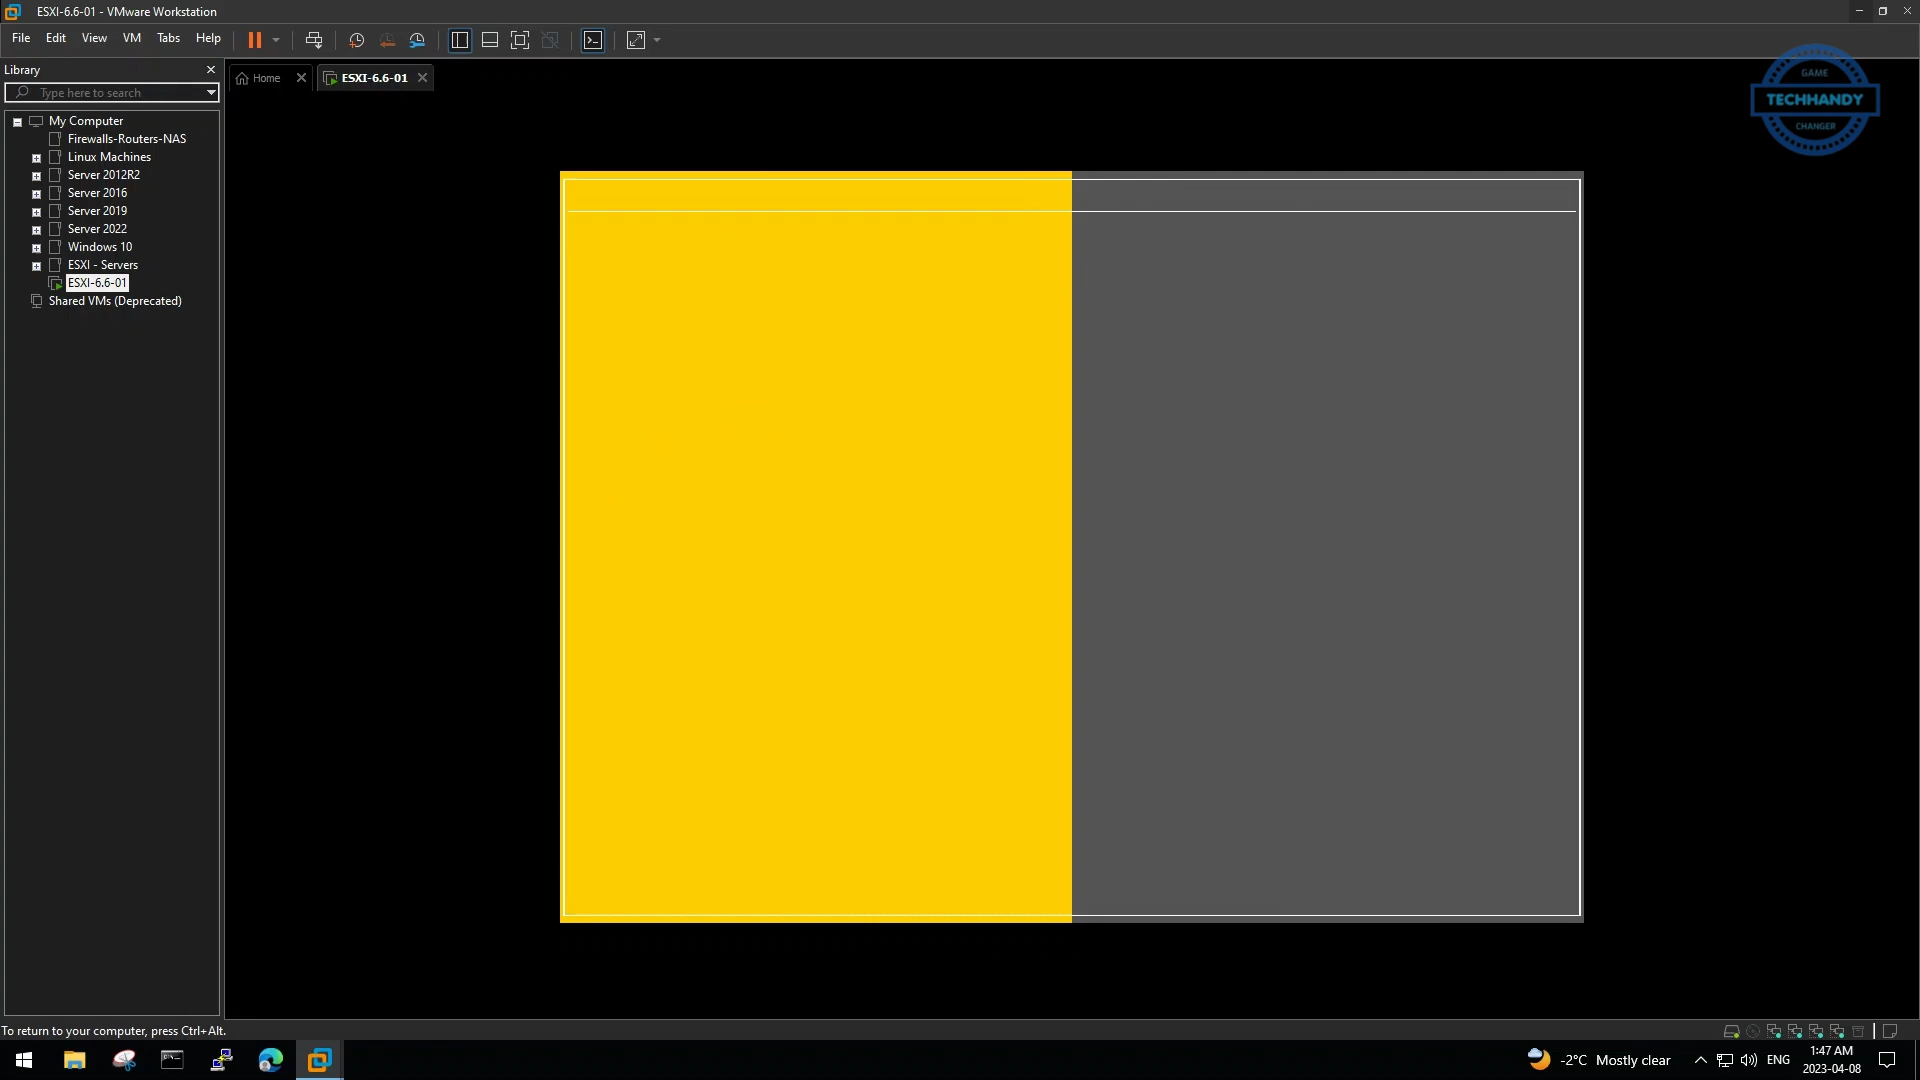 ESXI-6.6-01 - VMware Workstation
File Edit View VM Tabs Help
Library
Type here to search
Home
ESXI-6.6-01
GAME
TECHHANDY
CHANGER
My Computer
Firewalls-Routers-NAS
Linux Machines
Server 2012R2
Server 2016
Server 2019
Server 2022
Windows 10
ESXI - Servers
ESXI-6.6-01
Shared VMs (Deprecated)
To return to your computer, press Ctrl+Alt.
-2°C Mostly clear
ENG
1:47 AM
2023-04-08